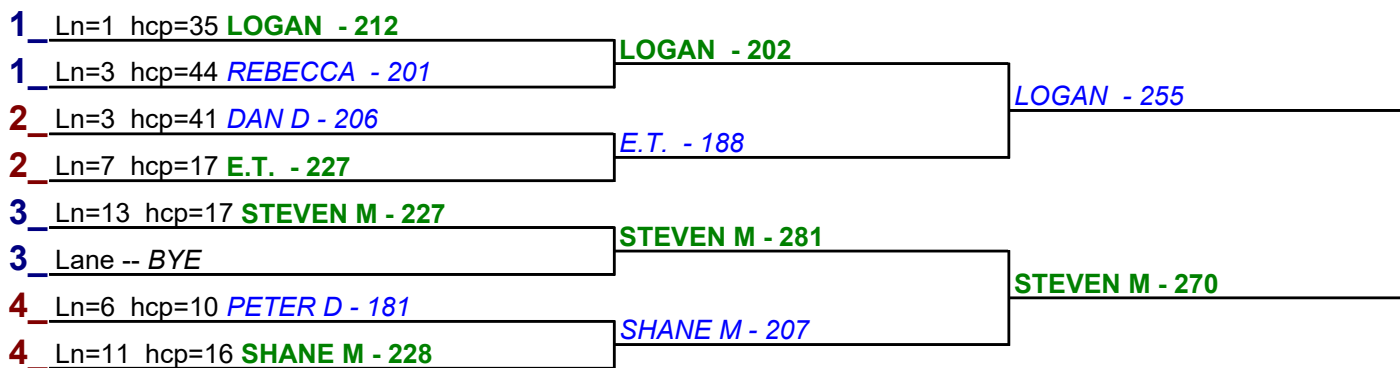 1_ Ln=1 hcp=35 LOGAN - 212
1_ Ln=3 hcp=44 REBECCA - 201
2_ Ln=3 hcp=41 DAN D - 206
2_ Ln=7 hcp=17 E.T. - 227
3_ Ln=13 hcp=17 STEVEN M - 227
3_ Lane -- BYE
4_ Ln=6 hcp=10 PETER D - 181
4_ Ln=11 hcp=16 SHANE M - 228
LOGAN - 202
E.T. - 188
STEVEN M - 281
SHANE M - 207
LOGAN - 255
STEVEN M - 270